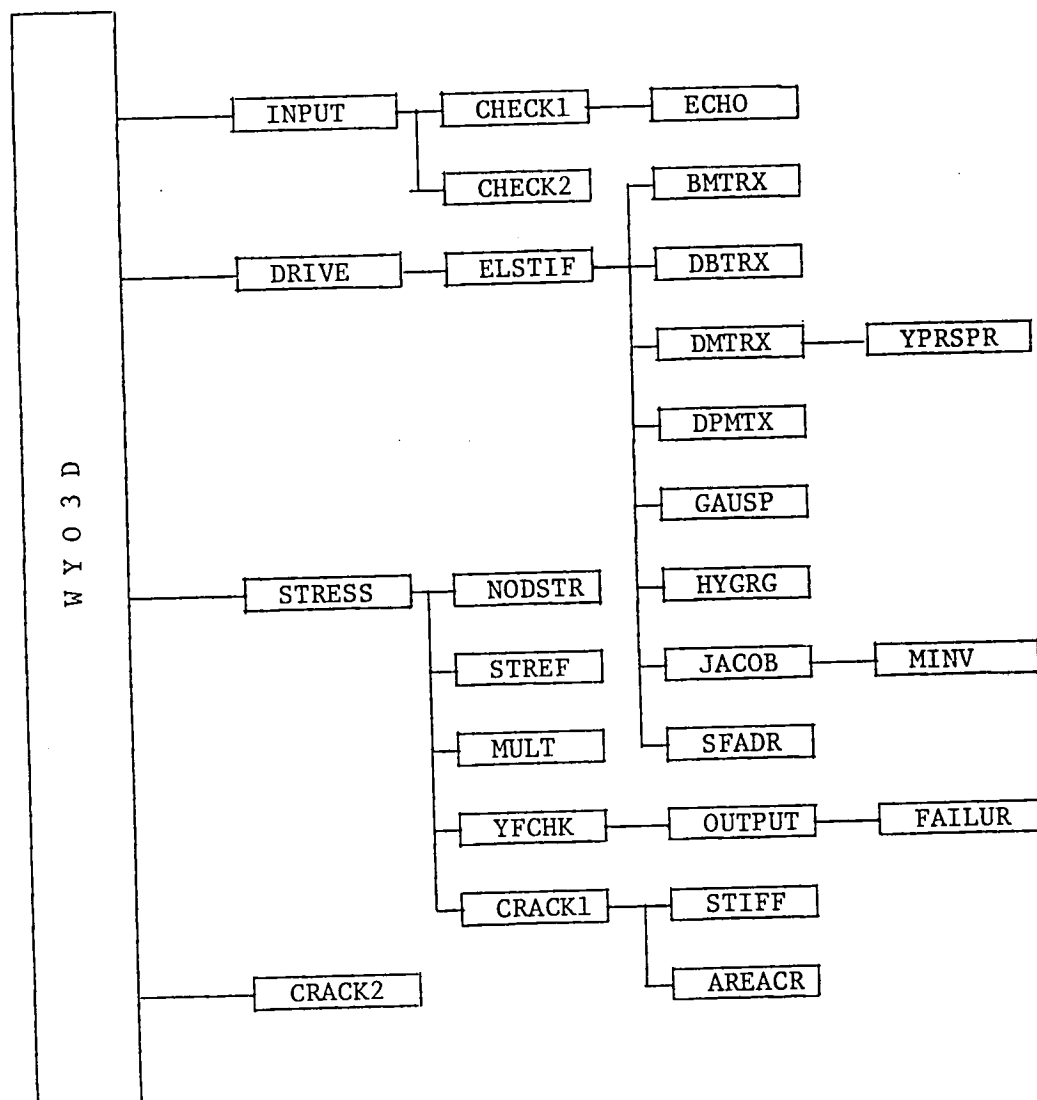 WYO3D
INPUT CHECK1 ECHO
CHECK2 BMTRX
DRIVE ELSTIF DBTRX
DMTRX YPRSPR
DPMTX
GAUSP
STRESS NODSTR HYGRG
STREF JACOB MINV
MULT SFADR
YFCHK OUTPUT FAILUR
CRACK1 STIFF
CRACK2 AREACR